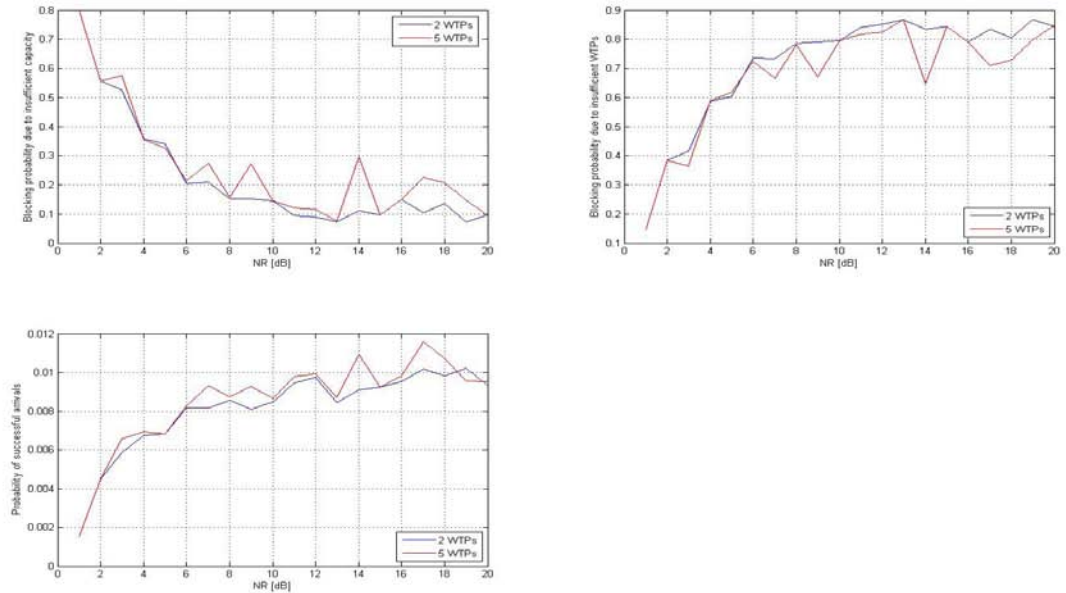 0.8
0.7
0.6
0.5
0.4
0.3
0.2
0.1
0
Blocking probability due to insufficient capacity
2 WTPs
5 WTPs
0 2 4 6 8 10 12 14 16 18 20
NR [dB]
0.9
0.8
0.7
0.6
0.5
0.4
0.3
0.2
0.1
Blocking probability due to insufficient WTPs
2 WTPs
5 WTPs
0 2 4 6 8 10 12 14 16 18 20
NR [dB]
0.012
0.01
0.008
0.006
0.004
0.002
0
Probability of successful arrivals
2 WTPs
5 WTPs
0 2 4 6 8 10 12 14 16 18 20
NR [dB]